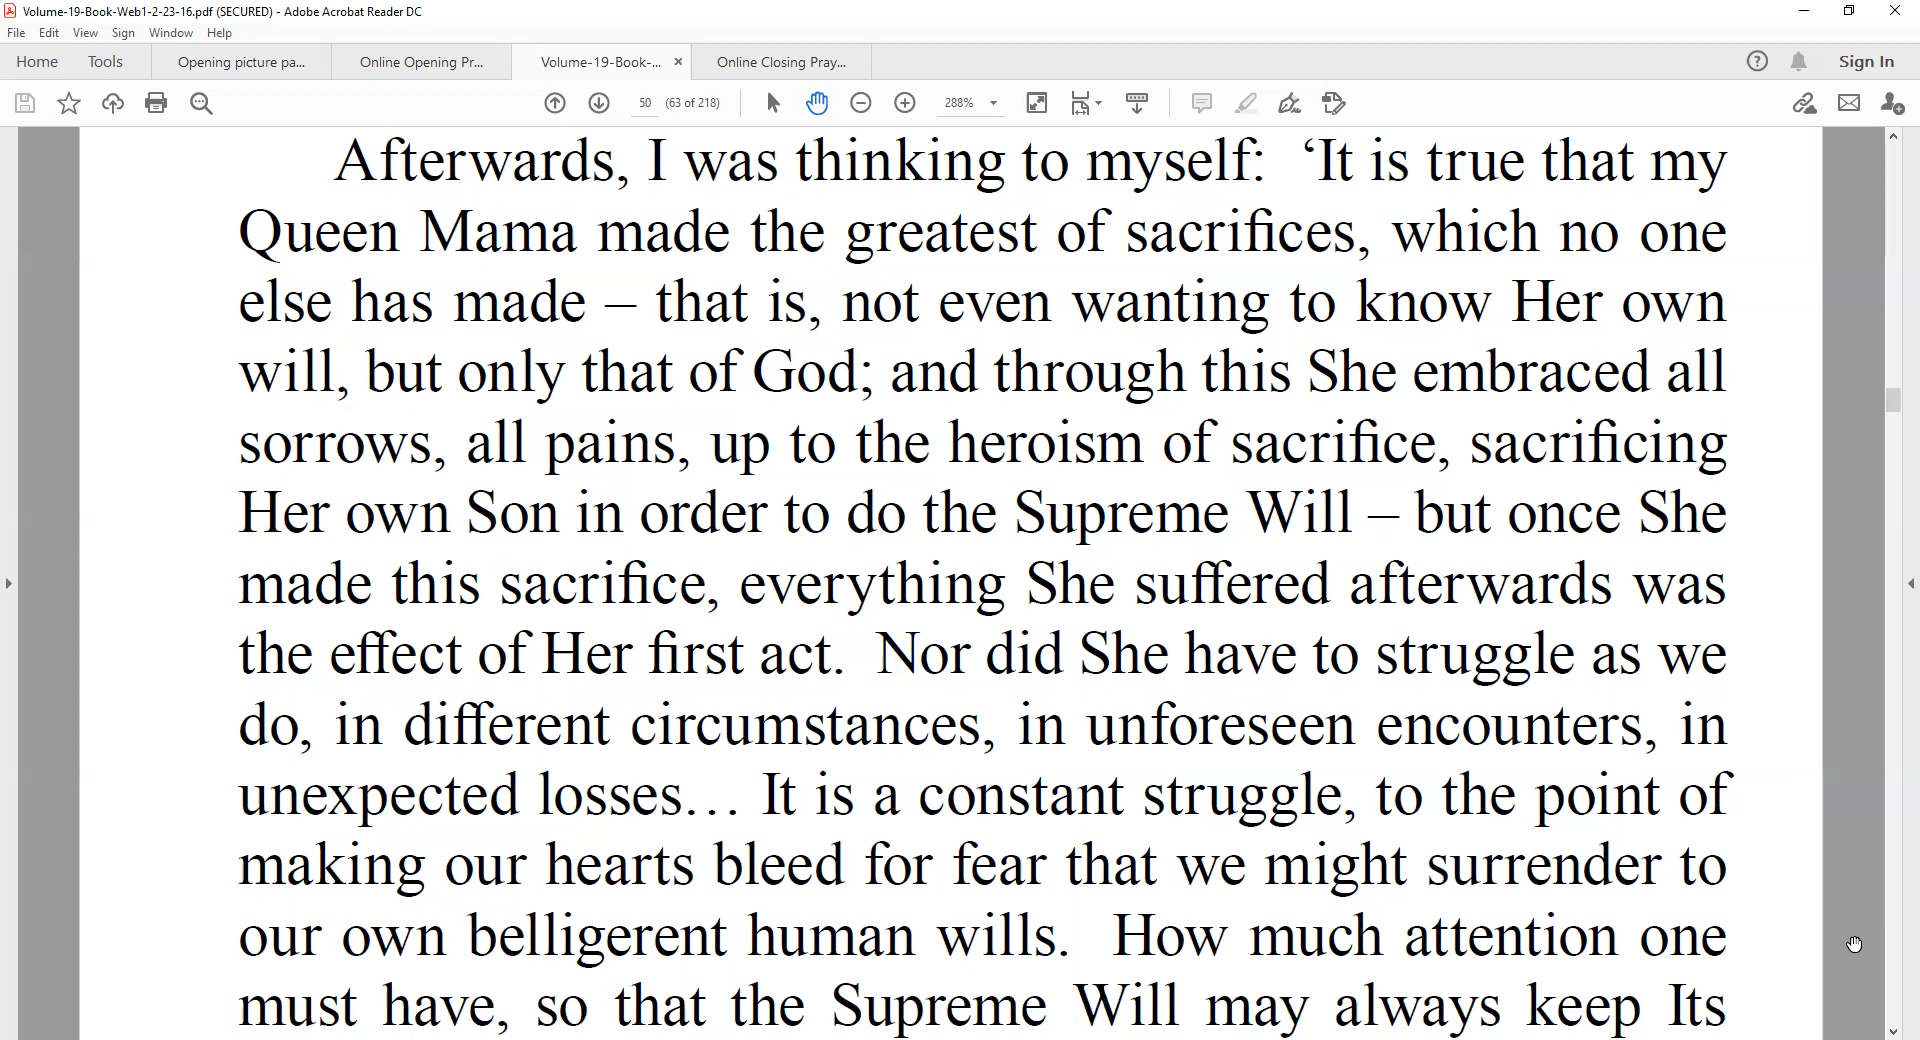 Volume-19-Book-Web1-2-23-16.pdf (SECURED) - Adobe Acrobat Reader DC
File Edit View Sign Window Help
Home Tools Opening picture pa... Online Opening Pr... Volume-19-Book-... × Online Closing Pray... Sign In
50 (63 of 218) 288%
Afterwards, I was thinking to myself: ‘It is true that my
Queen Mama made the greatest of sacrifices, which no one
else has made – that is, not even wanting to know Her own
will, but only that of God; and through this She embraced all
sorrows, all pains, up to the heroism of sacrifice, sacrificing
Her own Son in order to do the Supreme Will – but once She
made this sacrifice, everything She suffered afterwards was
the effect of Her first act. Nor did She have to struggle as we
do, in different circumstances, in unforeseen encounters, in
unexpected losses… It is a constant struggle, to the point of
making our hearts bleed for fear that we might surrender to
our own belligerent human wills. How much attention one
must have, so that the Supreme Will may always keep Its